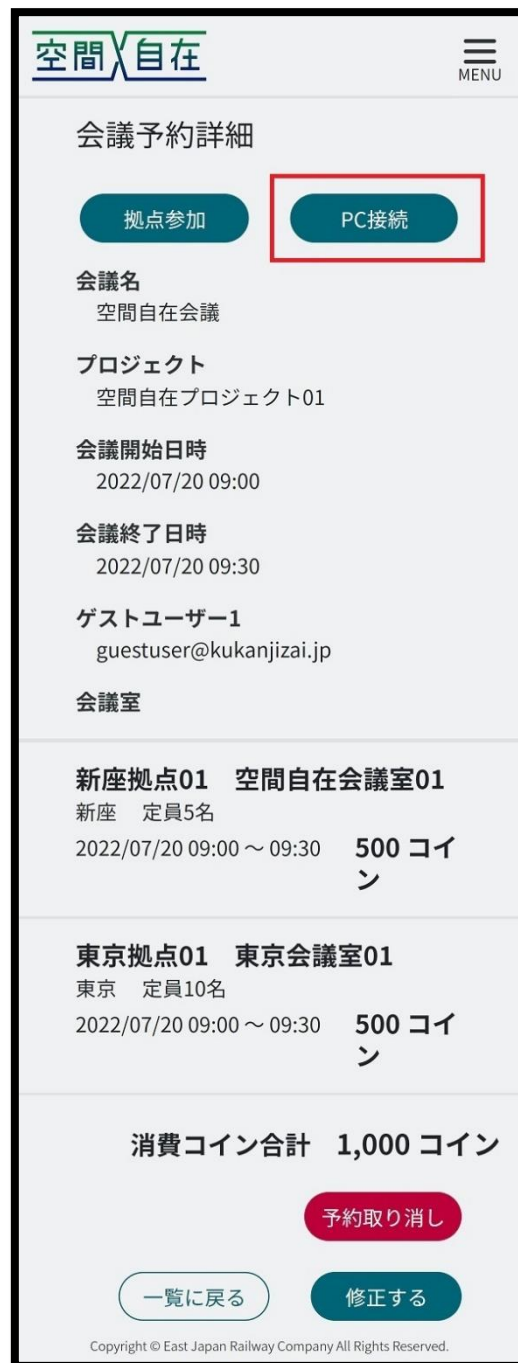 空間自在
MENU
会議予約詳細
拠点参加
PC接続
会議名
空間自在会議
プロジェクト
空間自在プロジェクト01
会議開始日時
2022/07/20 09:00
会議終了日時
2022/07/20 09:30
ゲストユーザー1
guestuser@kukanjizai.jp
会議室
新座拠点01　空間自在会議室01
新座　定員5名
2022/07/20 09:00 ～ 09:30　500 コイ
ン
東京拠点01　東京会議室01
東京　定員10名
2022/07/20 09:00 ～ 09:30　500 コイ
ン
消費コイン合計　1,000 コイン
予約取り消し
一覧に戻る
修正する
Copyright © East Japan Railway Company All Rights Reserved.